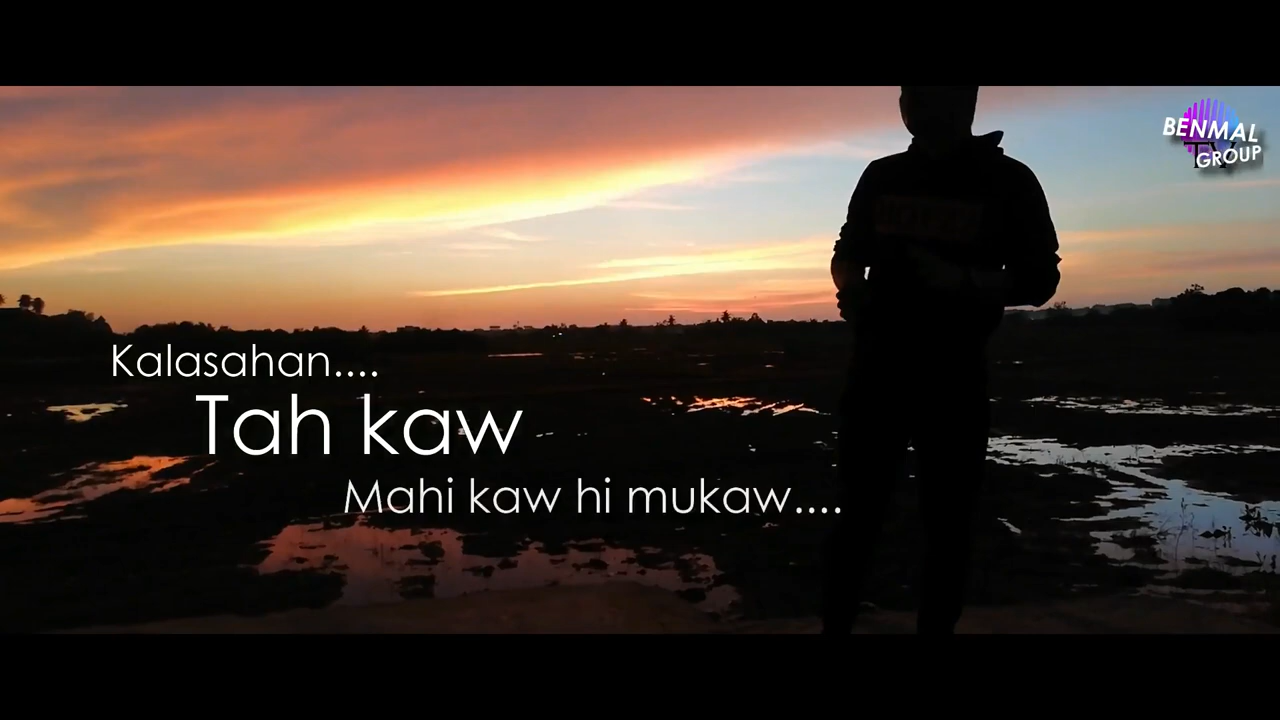 BENMAL
GROUP
Kalasahan....
Tah kaw
Mahi kaw hi mukaw....